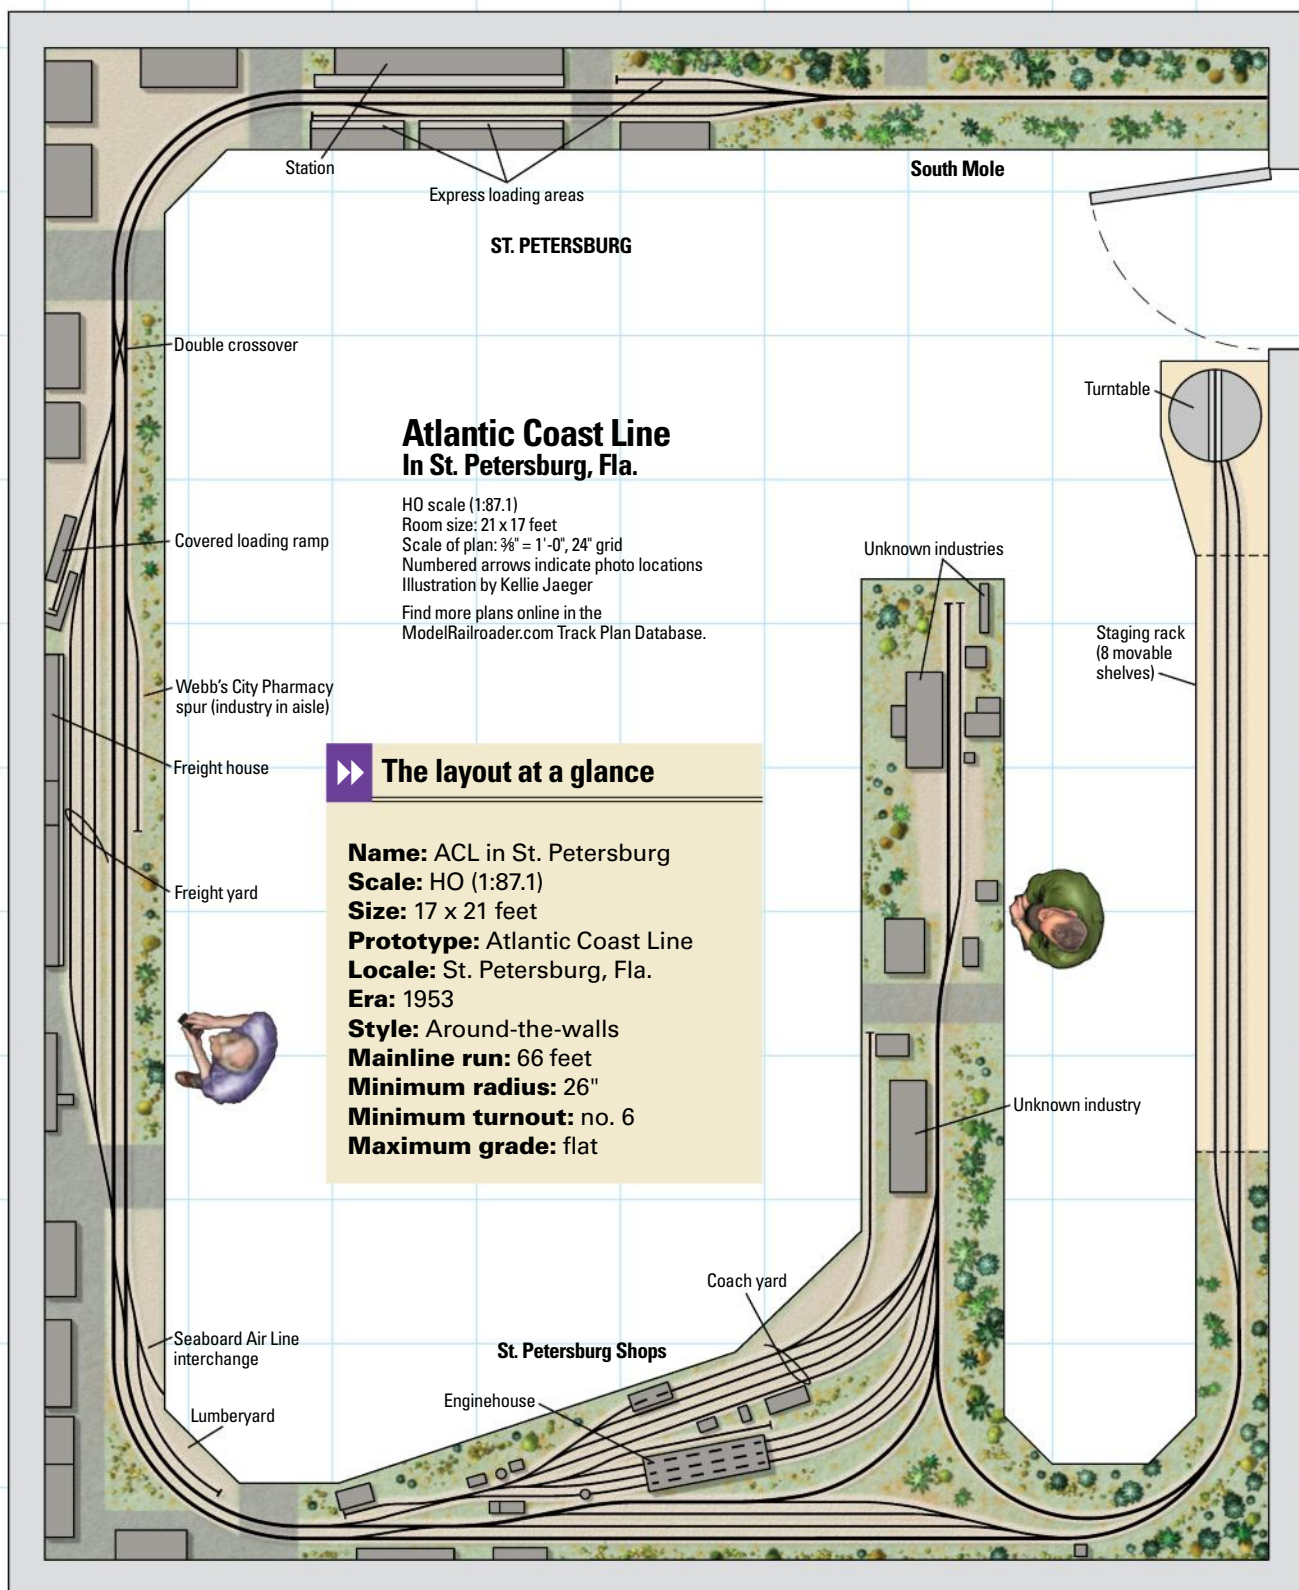 Station
Express loading areas
South Mole
ST. PETERSBURG
Double crossover
Turntable
Atlantic Coast Line
In St. Petersburg, Fla.
HO scale (1:87.1)
Room size: 21 x 17 feet
Scale of plan: ⅜" = 1'-0", 24" grid
Numbered arrows indicate photo locations
Illustration by Kellie Jaeger
Find more plans online in the
ModelRailroader.com Track Plan Database.
Covered loading ramp
Unknown industries
Staging rack
(8 movable
shelves)
Webb's City Pharmacy
spur (industry in aisle)
Freight house
The layout at a glance
Name: ACL in St. Petersburg
Scale: HO (1:87.1)
Size: 17 x 21 feet
Prototype: Atlantic Coast Line
Locale: St. Petersburg, Fla.
Era: 1953
Style: Around-the-walls
Mainline run: 66 feet
Minimum radius: 26"
Minimum turnout: no. 6
Maximum grade: flat
Freight yard
Unknown industry
Coach yard
Seaboard Air Line
interchange
St. Petersburg Shops
Enginehouse
Lumberyard